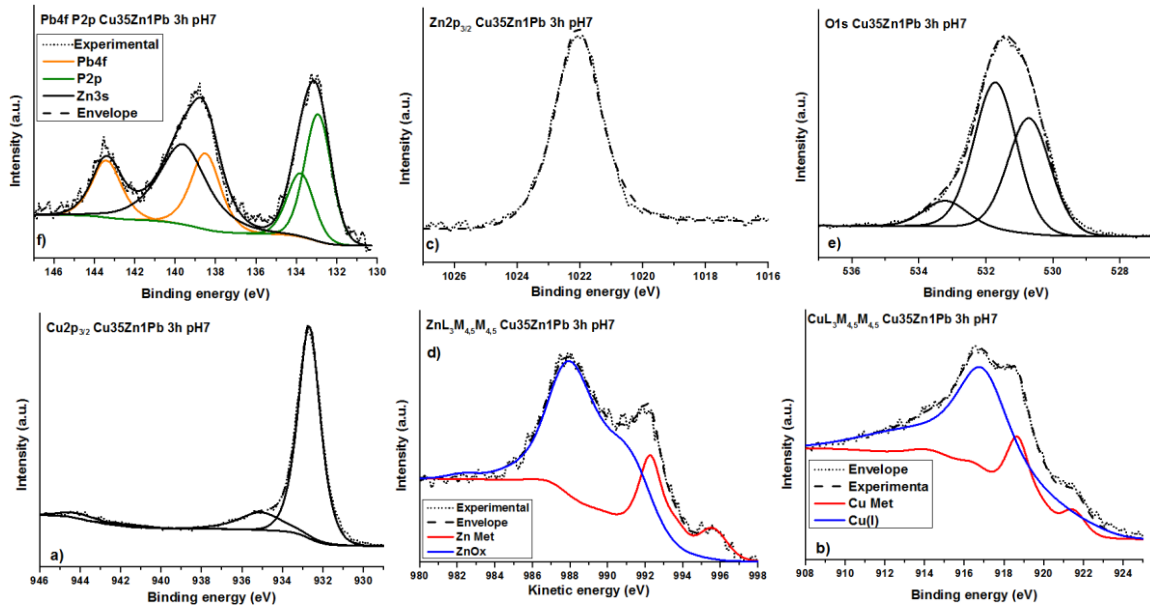 Pb4f P2p Cu35Zn1Pb 3h pH7
Experimental
Pb4f
P2p
Zn3s
Envelope
Intensity (a.u.)
f)
146 144 142 140 138 136 134 132 130
Binding energy (eV)
Zn2p3/2 Cu35Zn1Pb 3h pH7
Intensity (a.u.)
c)
1026 1024 1022 1020 1018 1016
Binding energy (eV)
O1s Cu35Zn1Pb 3h pH7
Intensity (a.u.)
e)
536 534 532 530 528
Binding energy (eV)
Cu2p3/2 Cu35Zn1Pb 3h pH7
Intensity (a.u.)
a)
946 944 942 940 938 936 934 932 930
Binding energy (eV)
ZnL3M4,5M4,5 Cu35Zn1Pb 3h pH7
d)
Intensity (a.u.)
Experimental
Envelope
Zn Met
ZnOx
980 982 984 986 988 990 992 994 996 998
Kinetic energy (eV)
CuL3M4,5M4,5 Cu35Zn1Pb 3h pH7
Intensity (a.u.)
Envelope
Experimenta
Cu Met
Cu(I)
b)
908 910 912 914 916 918 920 922 924
Binding energy (eV)